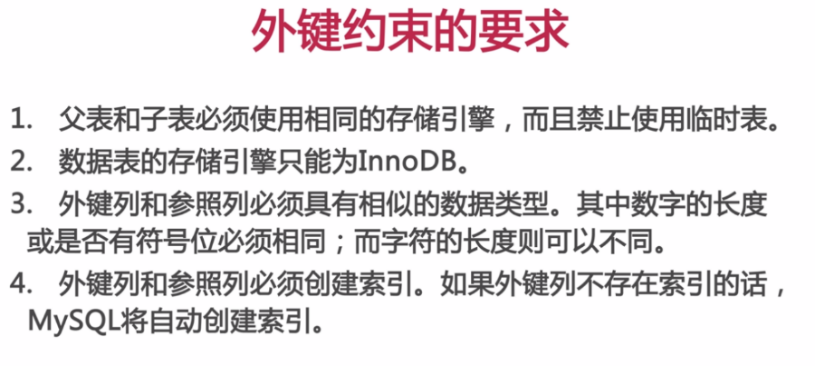 外键约束的要求
1. 父表和子表必须使用相同的存储引擎，而且禁止使用临时表。
2. 数据表的存储引擎只能为InnoDB。
3. 外键列和参照列必须具有相似的数据类型。其中数字的长度
或是否有符号位必须相同；而字符的长度则可以不同。
4. 外键列和参照列必须创建索引。如果外键列不存在索引的话，
MySQL将自动创建索引。